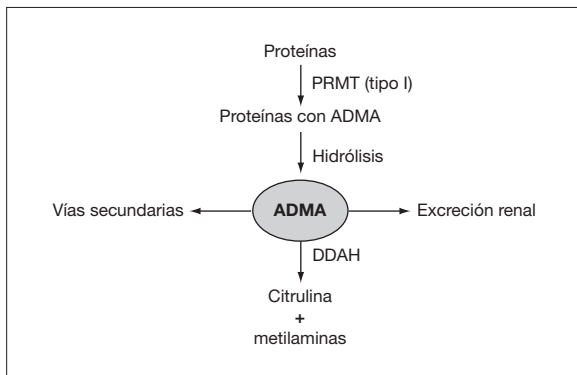 Proteínas
PRMT (tipo I)
Proteínas con ADMA
Hidrólisis
Vías secundarias
ADMA
Excreción renal
DDAH
Citrulina
+
metilaminas